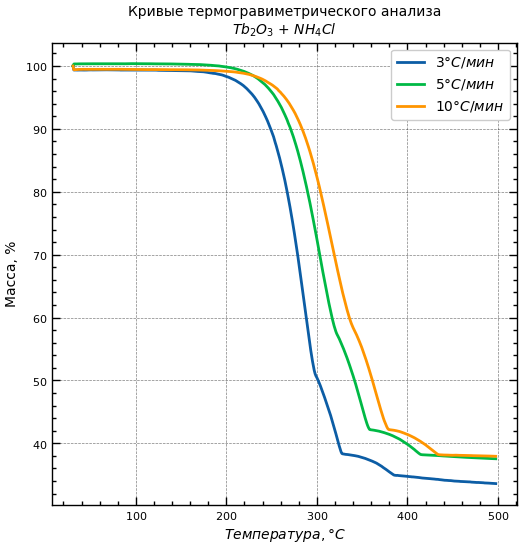 Кривые термогравиметрического анализа
Tb₂O₃ + NH₄Cl
3°C/мин
5°C/мин
10°C/мин
Масса, %
100
90
80
70
60
50
40
100 200 300 400 500
Температура, °C